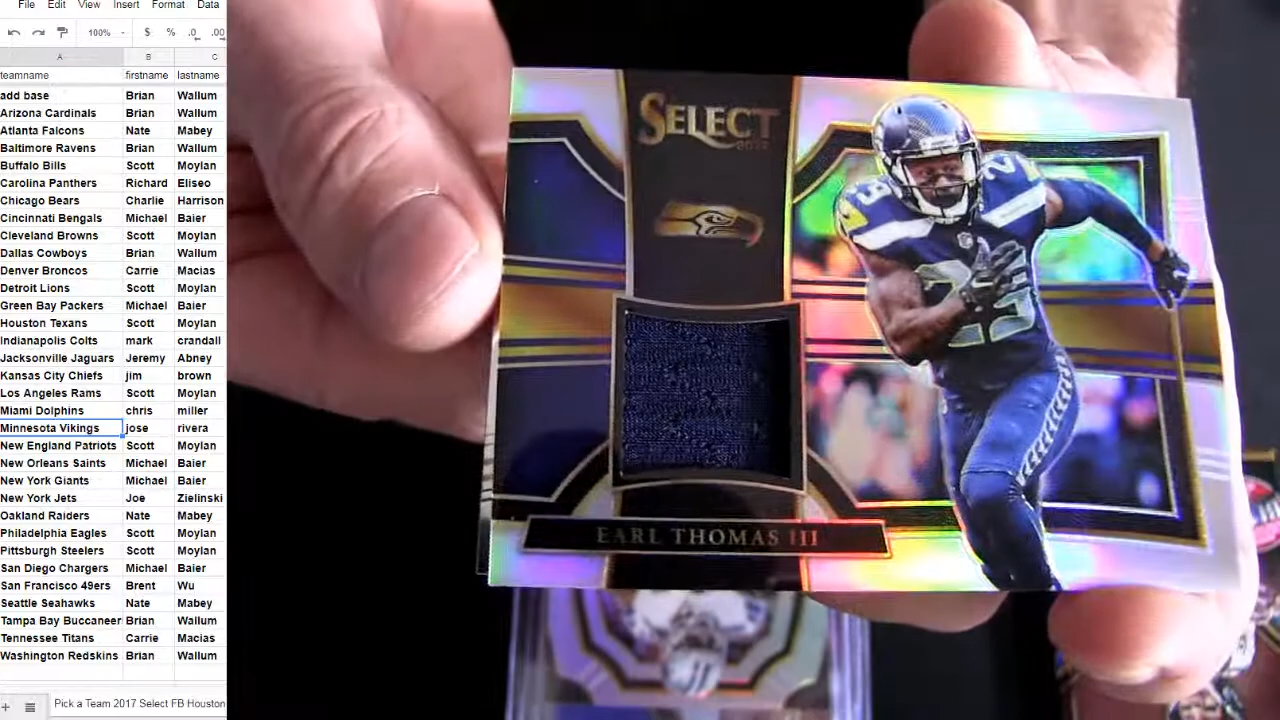 File Edit View Insert Format Data
100% $ % .0 .00
A B C
teamname firstname lastname
add base Brian Wallum
Arizona Cardinals Brian Wallum
Atlanta Falcons Nate Mabey
Baltimore Ravens Brian Wallum
Buffalo Bills Scott Moylan
Carolina Panthers Richard Eliseo
Chicago Bears Charlie Harrison
Cincinnati Bengals Michael Baier
Cleveland Browns Scott Moylan
Dallas Cowboys Brian Wallum
Denver Broncos Carrie Macias
Detroit Lions Scott Moylan
Green Bay Packers Michael Baier
Houston Texans Scott Moylan
Indianapolis Colts mark crandall
Jacksonville Jaguars Jeremy Abney
Kansas City Chiefs jim brown
Los Angeles Rams Scott Moylan
Miami Dolphins chris miller
Minnesota Vikings jose rivera
New England Patriots Scott Moylan
New Orleans Saints Michael Baier
New York Giants Michael Baier
New York Jets Joe Zielinski
Oakland Raiders Nate Mabey
Philadelphia Eagles Scott Moylan
Pittsburgh Steelers Scott Moylan
San Diego Chargers Michael Baier
San Francisco 49ers Brent Wu
Seattle Seahawks Nate Mabey
Tampa Bay Buccaneer Brian Wallum
Tennessee Titans Carrie Macias
Washington Redskins Brian Wallum
Pick a Team 2017 Select FB Houston
SELECT
2017
29
29
EARL THOMAS III